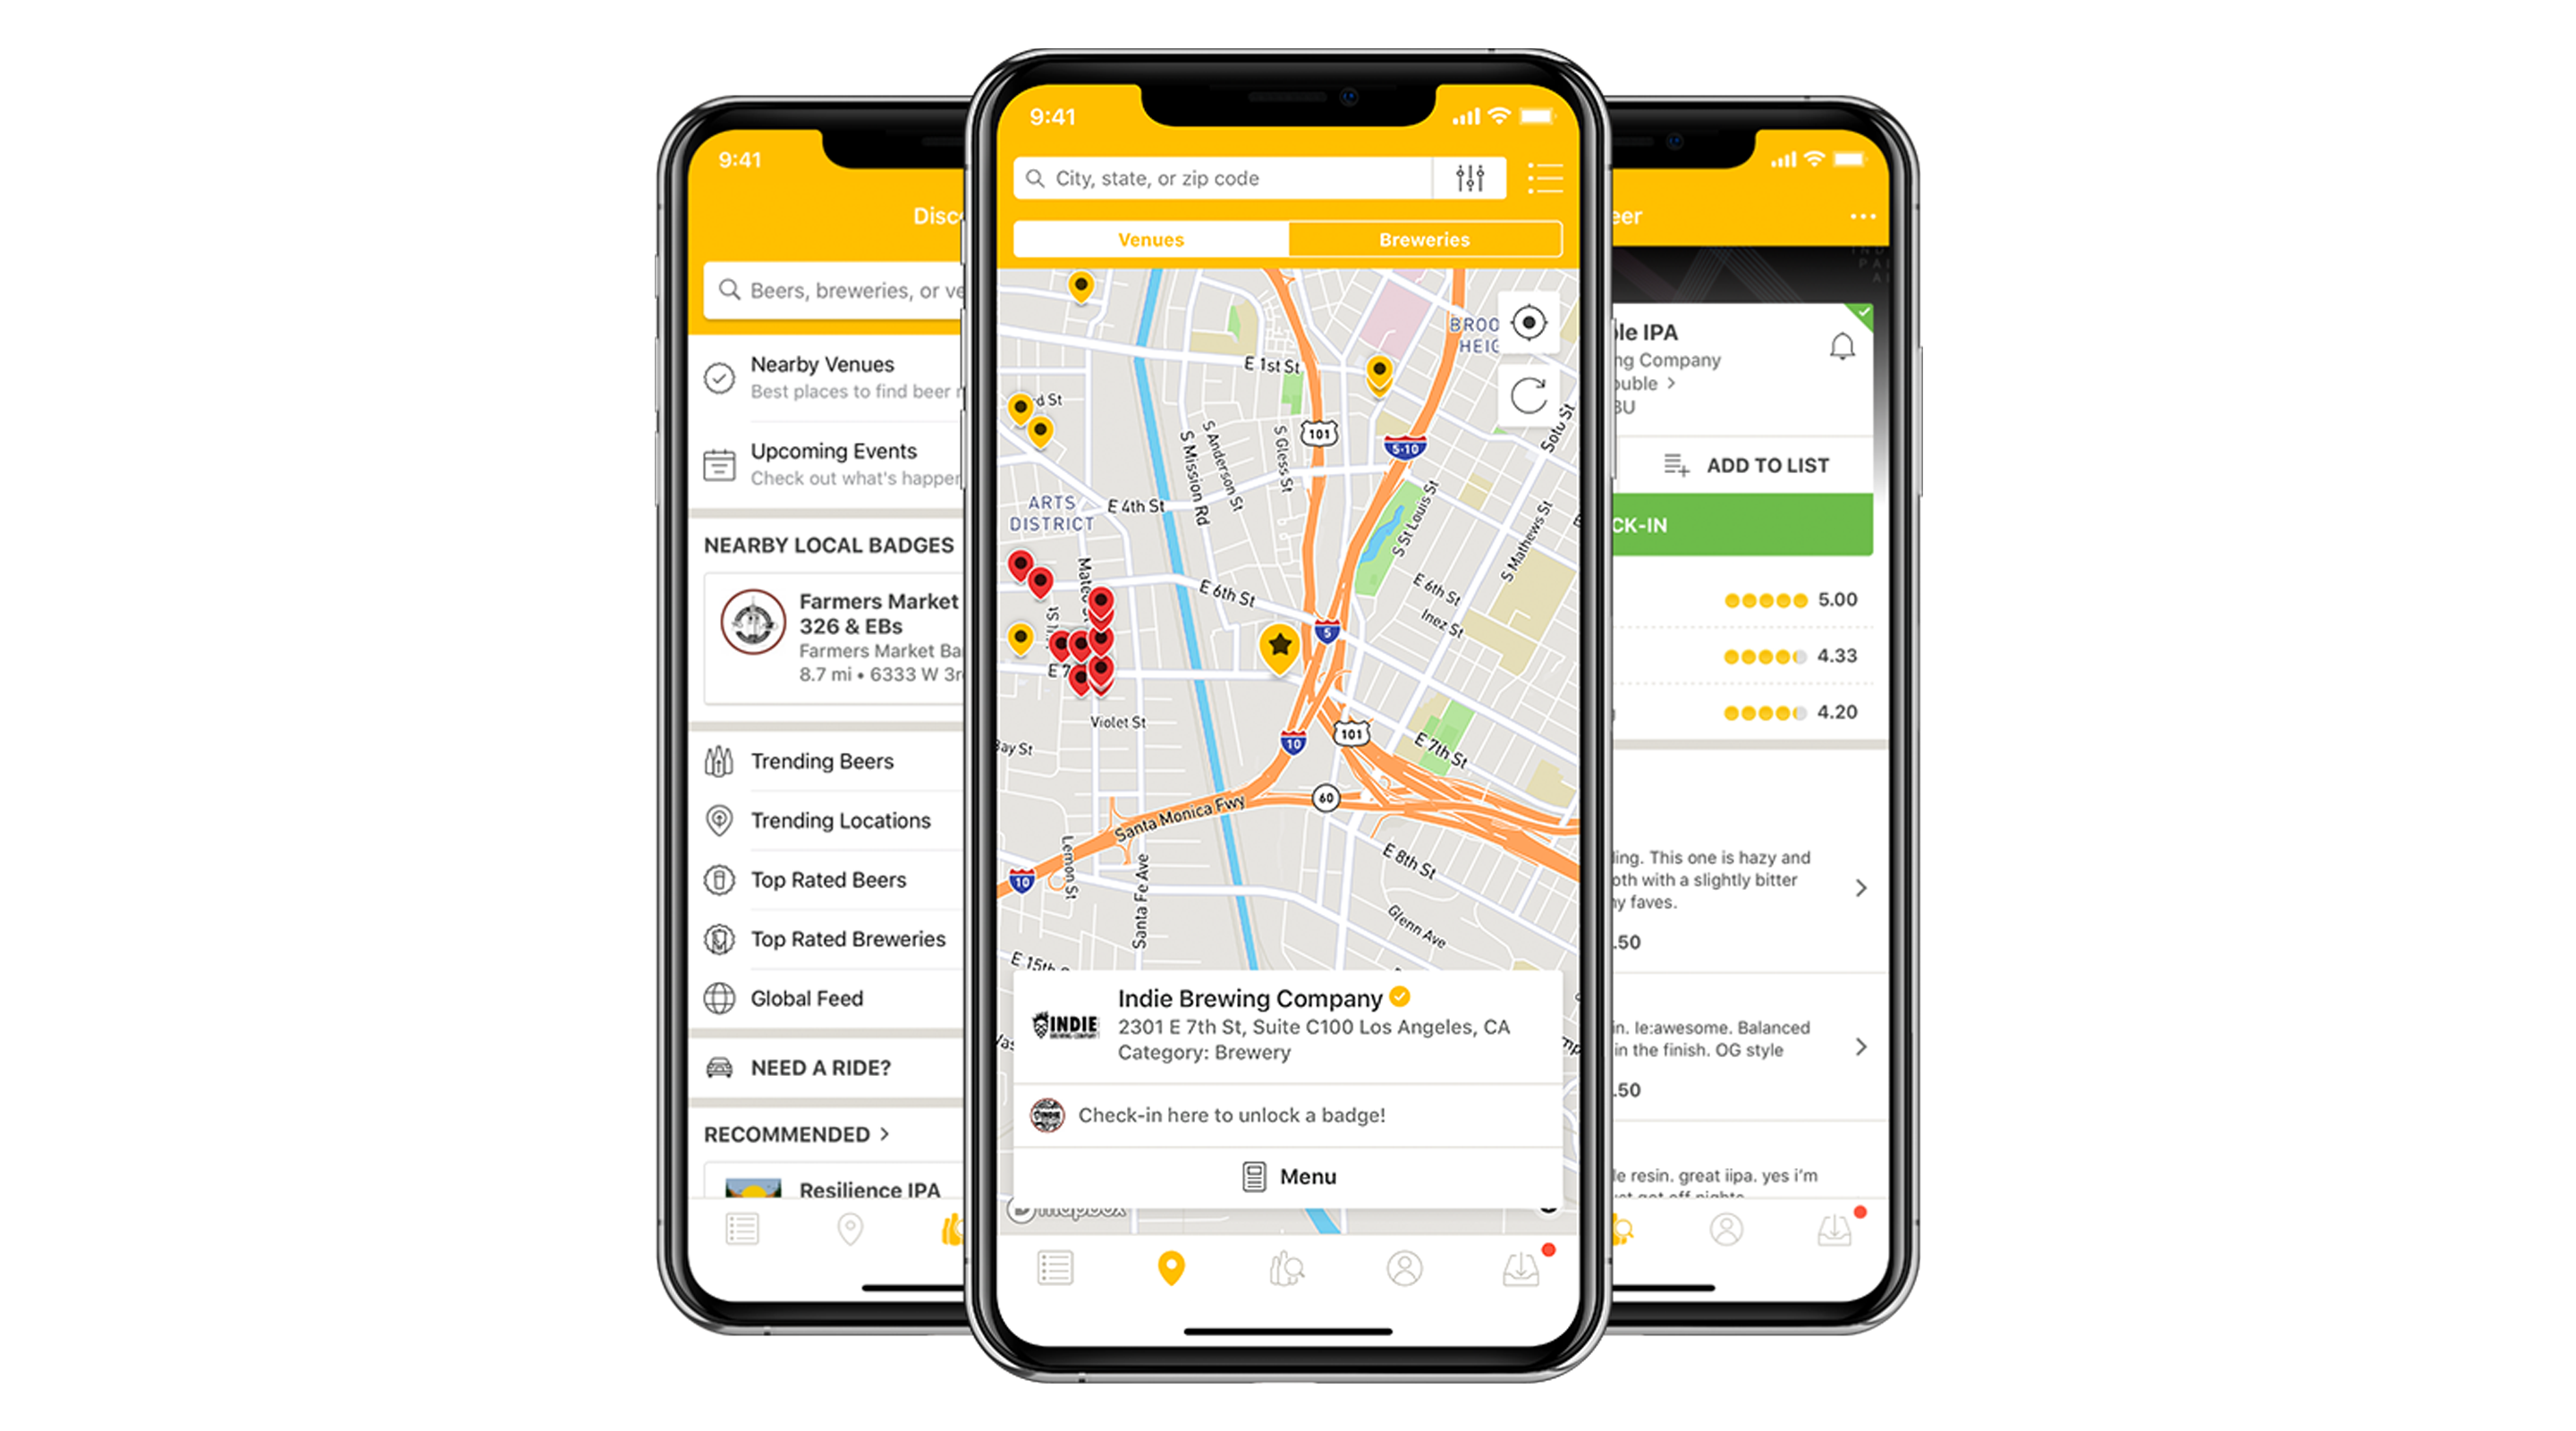 9:41
Disc
Beers, breweries, or ve
Nearby Venues
Best places to find beer
Upcoming Events
Check out what's happen
NEARBY LOCAL BADGES
Farmers Market
326 & EBs
Farmers Market Ba
8.7 mi • 6333 W 3r
Trending Beers
Trending Locations
Top Rated Beers
Top Rated Breweries
Global Feed
NEED A RIDE?
RECOMMENDED >
Resilience IPA
9:41
City, state, or zip code
Venues
Breweries
BROO
HEIG
E 1st St
rd St
101
5-10
Soto St
S Anderson St
S Mission Rd
S Gless St
ARTS
DISTRICT
E 4th St
S St Louis St
S Mathews St
Mateo
E 6th St
E 6th St
Inez St
5
E 7
Violet St
Bay St
10
101
E 7th St
60
Santa Monica Fwy
Lemon St
10
Santa Fe Ave
E 8th St
Glenn Ave
E 15th
INDIE
BREWING COMPANY
Indie Brewing Company
2301 E 7th St, Suite C100 Los Angeles, CA
Category: Brewery
Check-in here to unlock a badge!
Menu
mapbox
eer
le IPA
ng Company
ouble >
BU
ADD TO LIST
CK-IN
5.00
4.33
4.20
ling. This one is hazy and
oth with a slightly bitter
ny faves.
.50
in. le:awesome. Balanced
in the finish. OG style
.50
le resin. great iipa. yes i'm